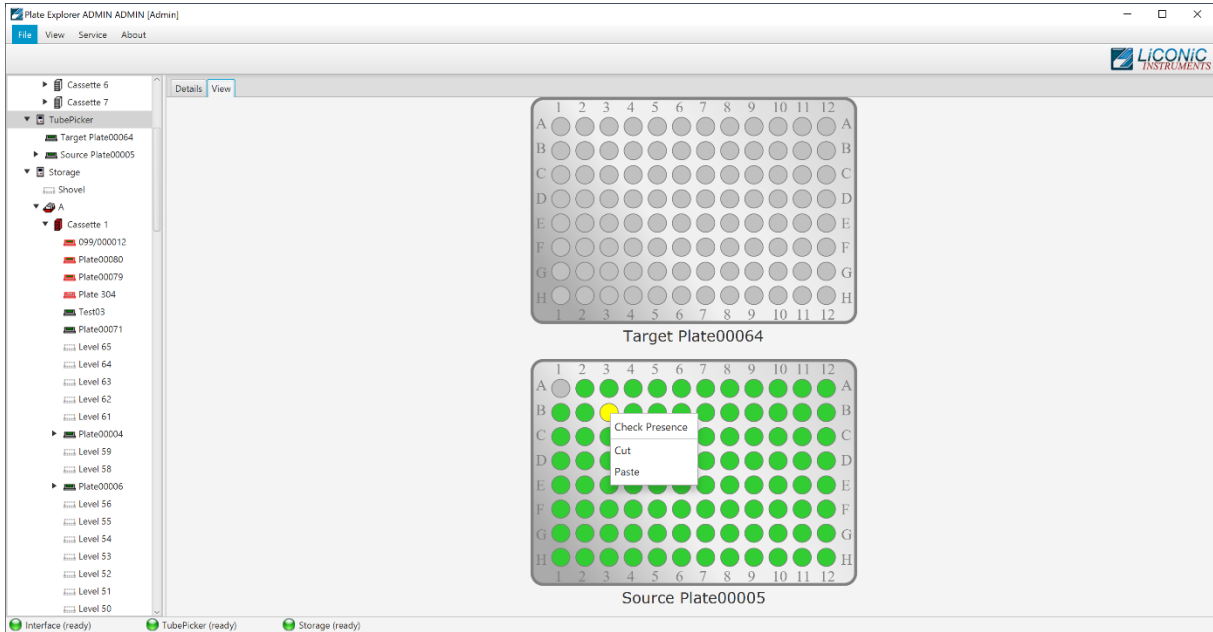 Plate Explorer ADMIN ADMIN [Admin]
File View Service About
LiCONiC
INSTRUMENTS
Cassette 6
Cassette 7
TubePicker
Target Plate00064
Source Plate00005
Storage
Shovel
A
Cassette 1
099/000012
Plate00080
Plate00079
Plate 304
Test03
Plate00071
Level 65
Level 64
Level 63
Level 62
Level 61
Plate00004
Level 59
Level 58
Plate00006
Level 56
Level 55
Level 54
Level 53
Level 52
Level 51
Level 50
Details View
1 2 3 4 5 6 7 8 9 10 11 12
A A
B B
C C
D D
E E
F F
G G
H H
1 2 3 4 5 6 7 8 9 10 11 12
Target Plate00064
1 2 3 4 5 6 7 8 9 10 11 12
A A
B B
Check Presence
C C
Cut
D D
Paste
E E
F F
G G
H H
1 2 3 4 5 6 7 8 9 10 11 12
Source Plate00005
Interface (ready) TubePicker (ready) Storage (ready)